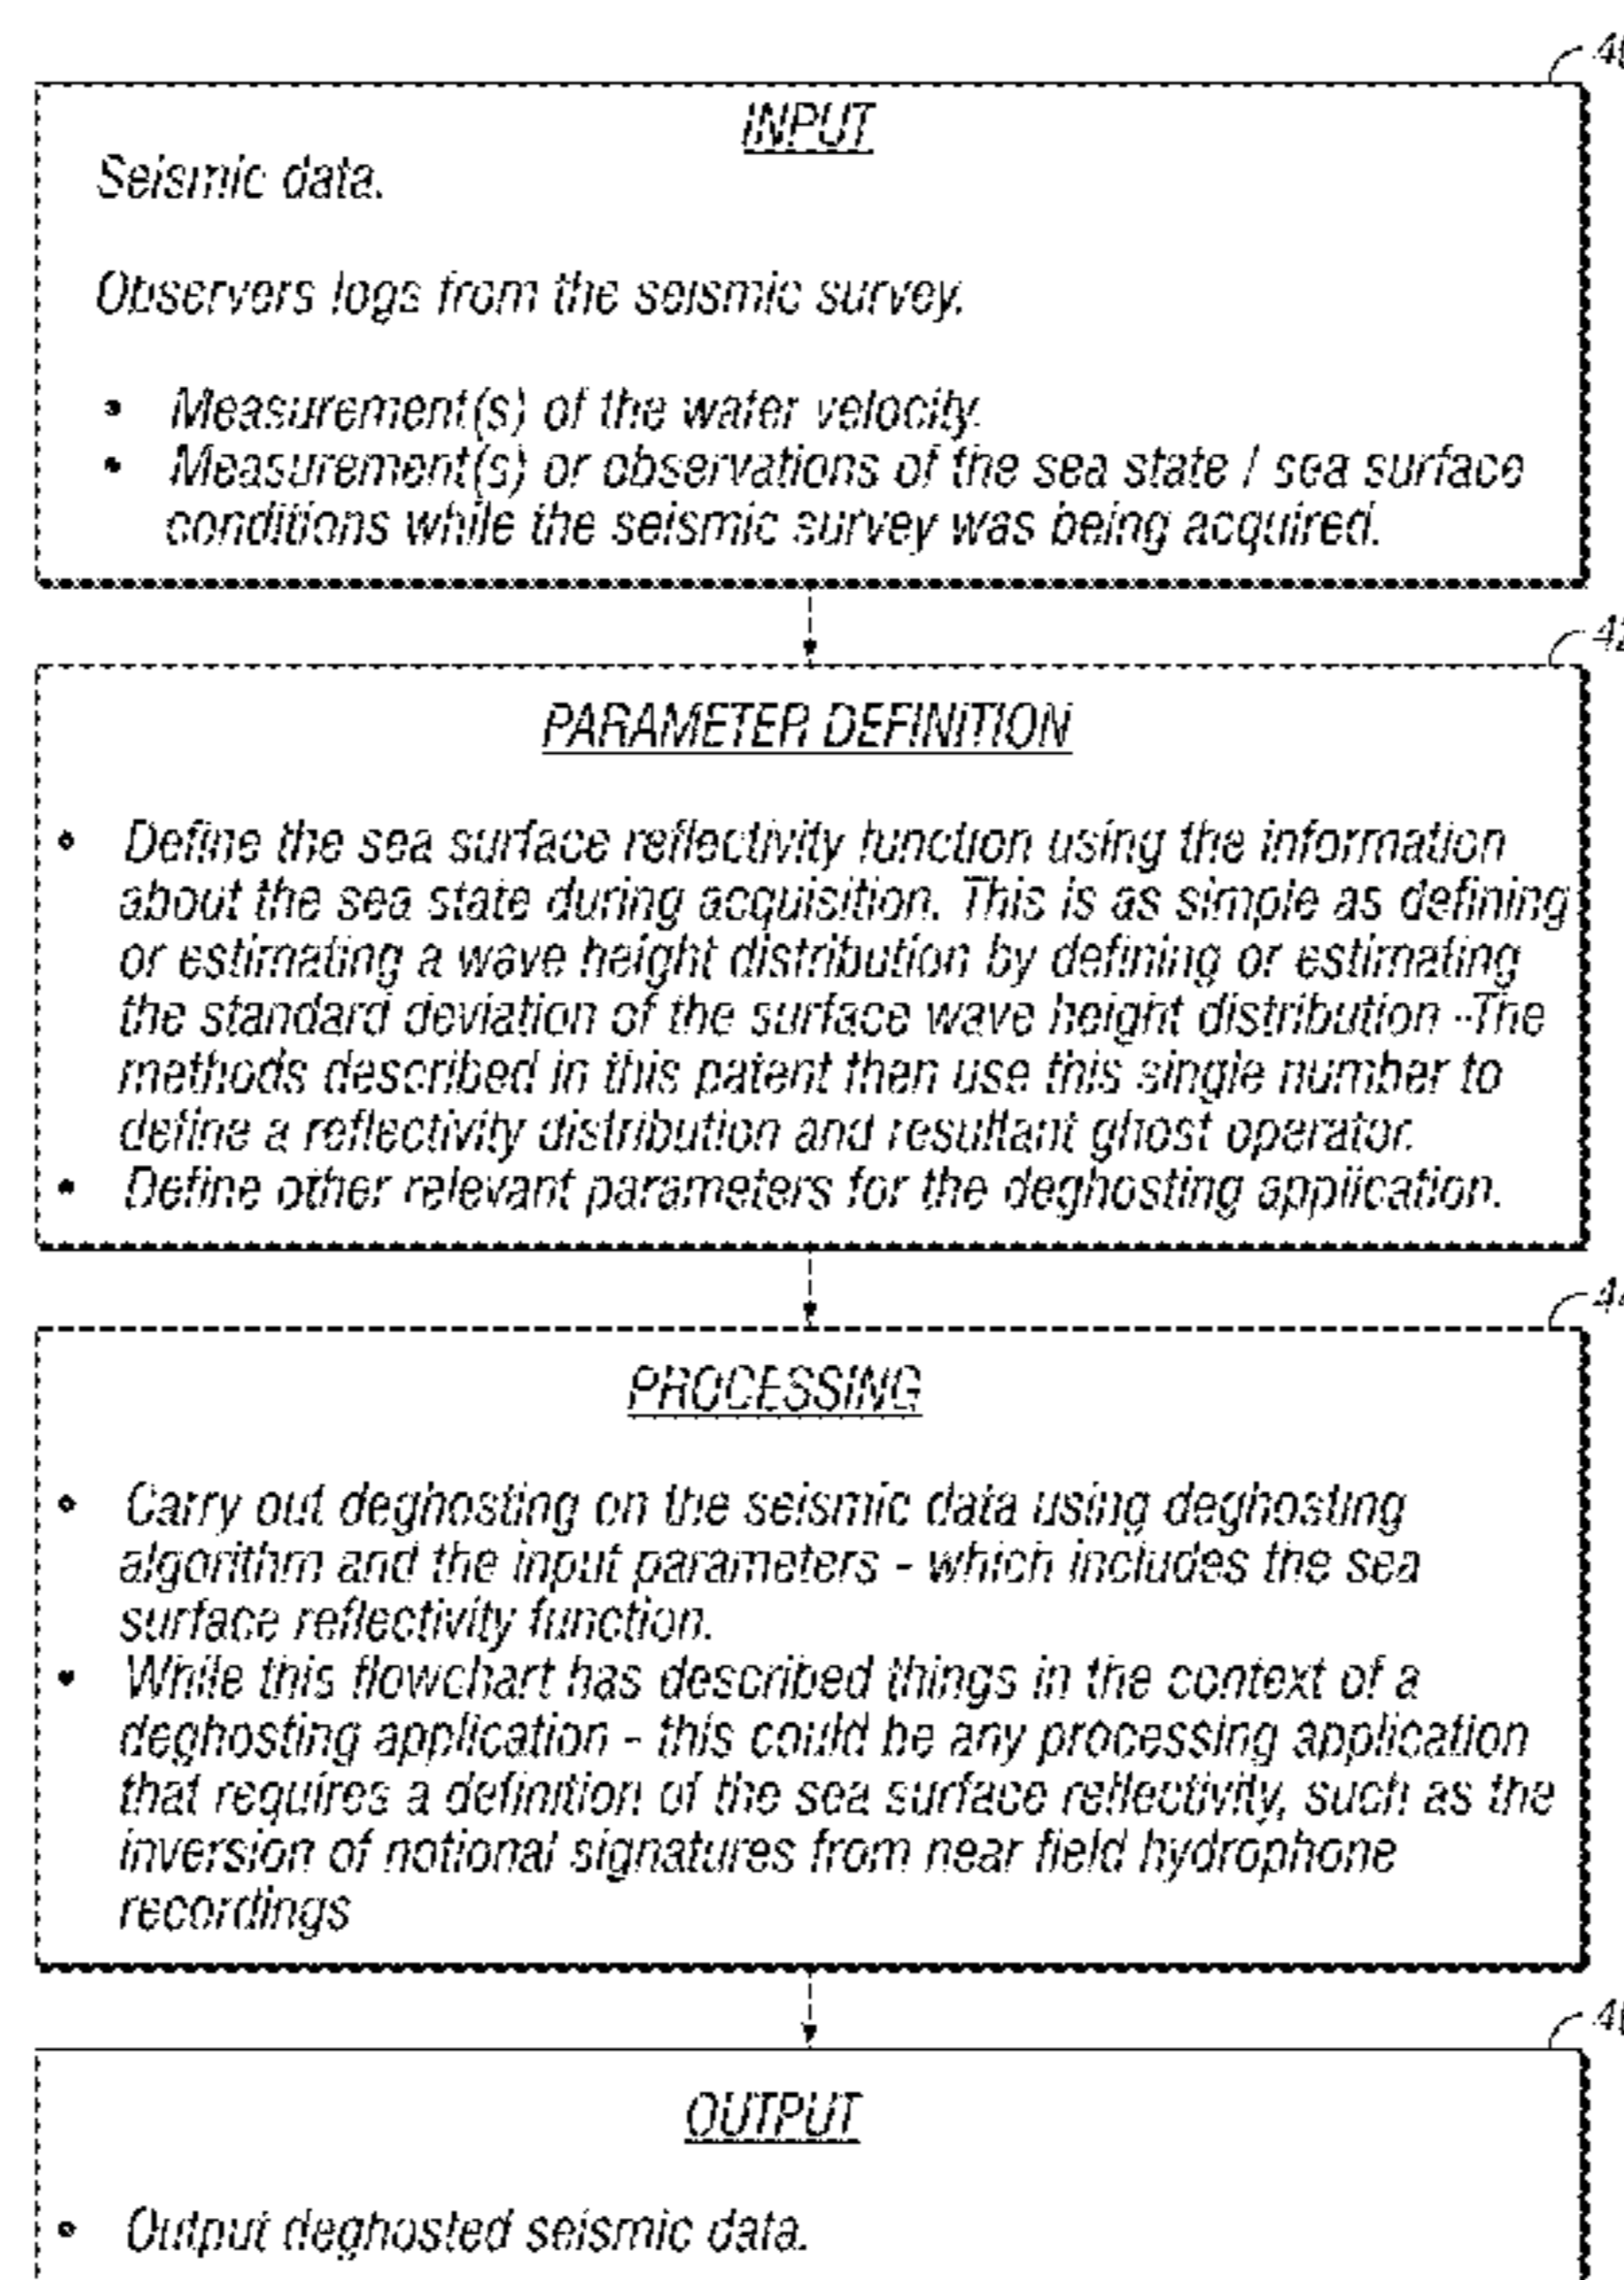 INPUT
Seismic data.
Observers logs from the seismic survey.
• Measurement(s) of the water velocity.
• Measurement(s) or observations of the sea state / sea surface
conditions while the seismic survey was being acquired.
PARAMETER DEFINITION
• Define the sea surface reflectivity function using the information
about the sea state during acquisition. This is as simple as defining
or estimating a wave height distribution by defining or estimating
the standard deviation of the surface wave height distribution -The
methods described in this patent then use this single number to
define a reflectivity distribution and resultant ghost operator.
• Define other relevant parameters for the deghosting application.
PROCESSING
• Carry out deghosting on the seismic data using deghosting
algorithm and the input parameters - which includes the sea
surface reflectivity function.
• While this flowchart has described things in the context of a
deghosting application - this could be any processing application
that requires a definition of the sea surface reflectivity, such as the
inversion of notional signatures from near field hydrophone
recordings
OUTPUT
• Output deghosted seismic data.